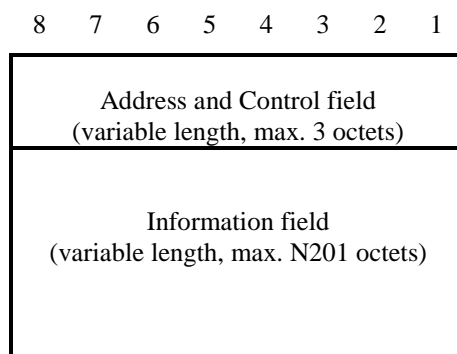 8 7 6 5 4 3 2 1
Address and Control field
(variable length, max. 3 octets)
Information field
(variable length, max. N201 octets)